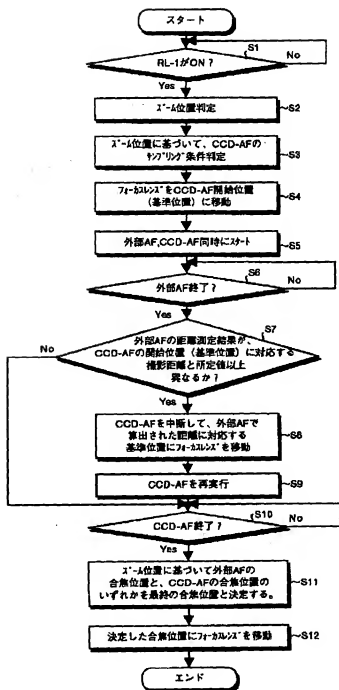 スタート
S1
RL-1がON?
No
Yes
ｽﾞｰﾑ位置判定
S2
ｽﾞｰﾑ位置に基づいて、CCD-AFの
ｻﾝﾌﾟﾘﾝｸﾞ条件判定
S3
ﾌｫｰｶｽﾚﾝｽﾞをCCD-AF開始位置
(基準位置)に移動
S4
外部AF,CCD-AF同時にスタート
S5
S6
外部AF終了?
No
Yes
S7
No
外部AFの距離測定結果が、
CCD-AFの開始位置(基準位置)に対応する
撮影距離と所定値以上
異なるか?
Yes
CCD-AFを中断して、外部AFで
算出された距離に対応する
基準位置にﾌｫｰｶｽﾚﾝｽﾞを移動
S8
CCD-AFを再実行
S9
S10
CCD-AF終了?
No
Yes
ｽﾞｰﾑ位置に基づいて外部AFの
合焦位置と、CCD-AFの合焦位置の
いずれかを最終の合焦位置と決定する。
S11
決定した合焦位置にﾌｫｰｶｽﾚﾝｽﾞを移動
S12
エンド